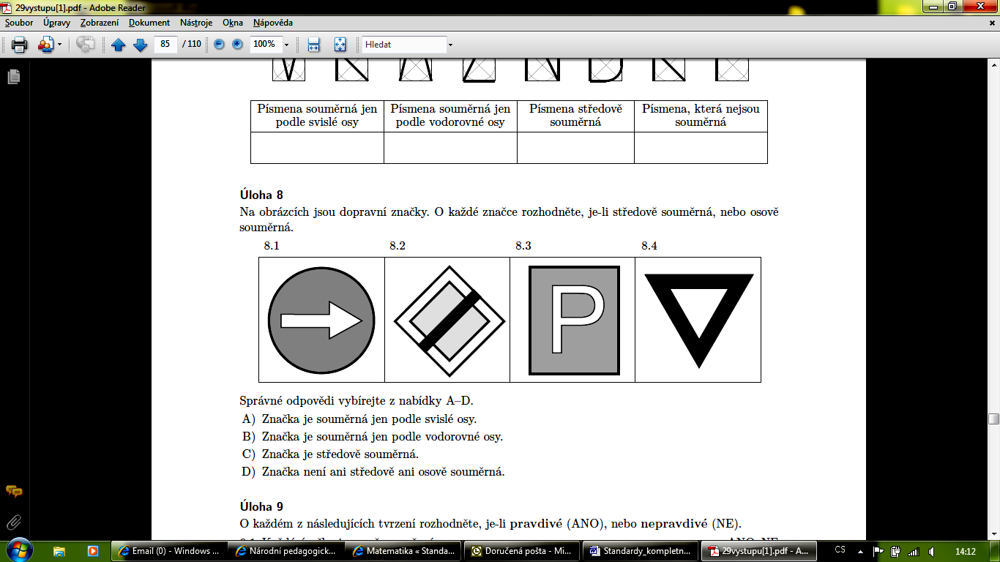 29vystupu[1].pdf - Adobe Reader
Soubor Úpravy Zobrazení Dokument Nástroje Okna Nápověda
85 / 110 100% Hledat
V K A Z N D K
Písmena souměrná jen podle svislé osy
Písmena souměrná jen podle vodorovné osy
Písmena středově souměrná
Písmena, která nejsou souměrná
Úloha 8
Na obrázcích jsou dopravní značky. O každé značce rozhodněte, je-li středově souměrná, nebo osově
souměrná.
8.1 8.2 8.3 8.4
P
Správné odpovědi vybírejte z nabídky A–D.
A) Značka je souměrná jen podle svislé osy.
B) Značka je souměrná jen podle vodorovné osy.
C) Značka je středově souměrná.
D) Značka není ani středově ani osově souměrná.
Úloha 9
O každém z následujících tvrzení rozhodněte, je-li pravdivé (ANO), nebo nepravdivé (NE).
Email (0) - Windows ... Národní pedagogick... Matematika « Standa... Doručená pošta - Mi... Standardy_kompletn... 29vystupu[1].pdf - A... CS 14:12